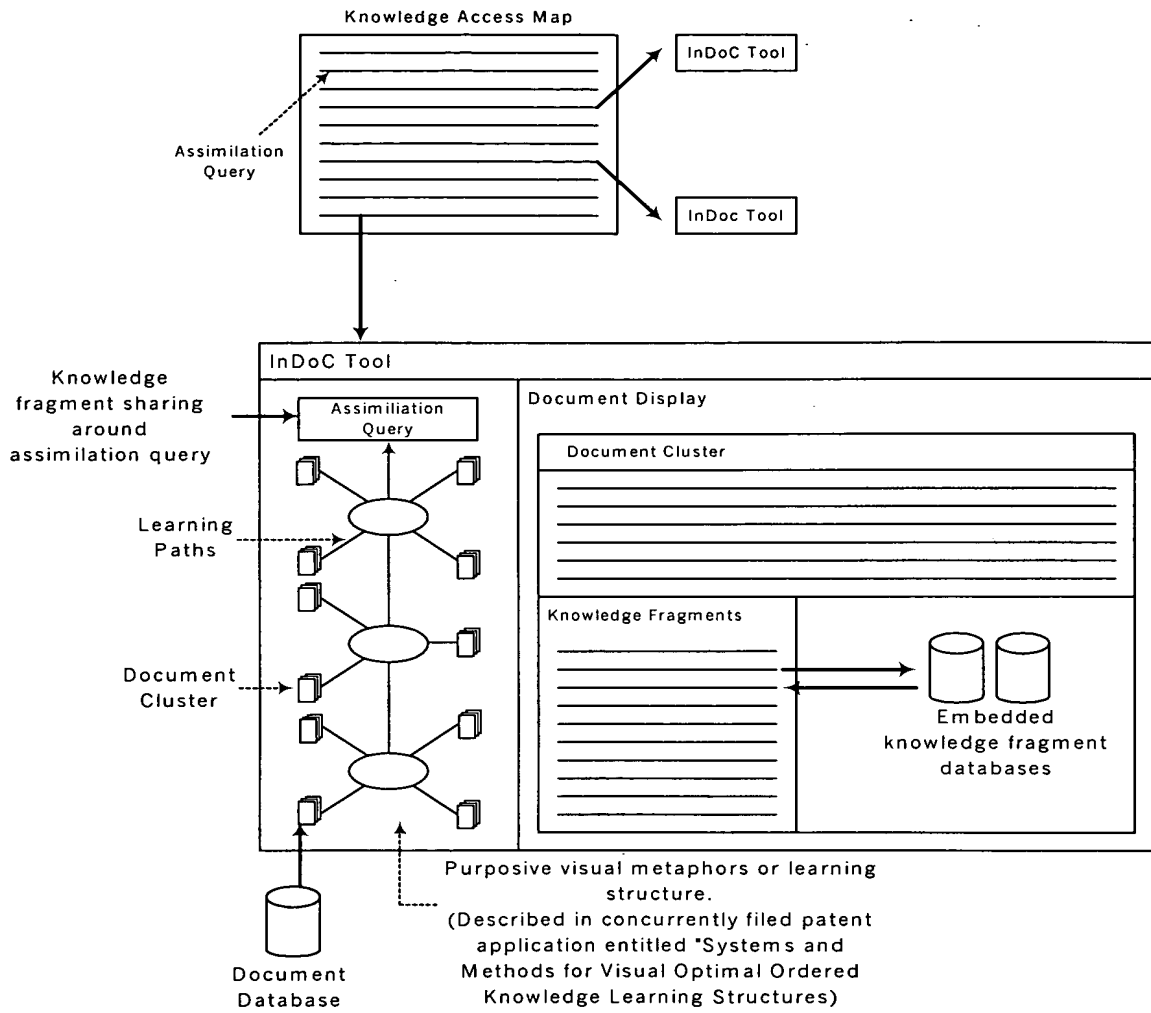 Knowledge Access Map
InDoC Tool
Assimilation
Query
InDoc Tool
InDoC Tool
Knowledge
fragment sharing
around
assimilation query
Assimiliation
Query
Learning
Paths
Document
Cluster
Document Display
Document Cluster
Knowledge Fragments
Embedded
knowledge fragment
databases
Document
Database
Purposive visual metaphors or learning
structure.
(Described in concurrently filed patent
application entitled "Systems and
Methods for Visual Optimal Ordered
Knowledge Learning Structures)